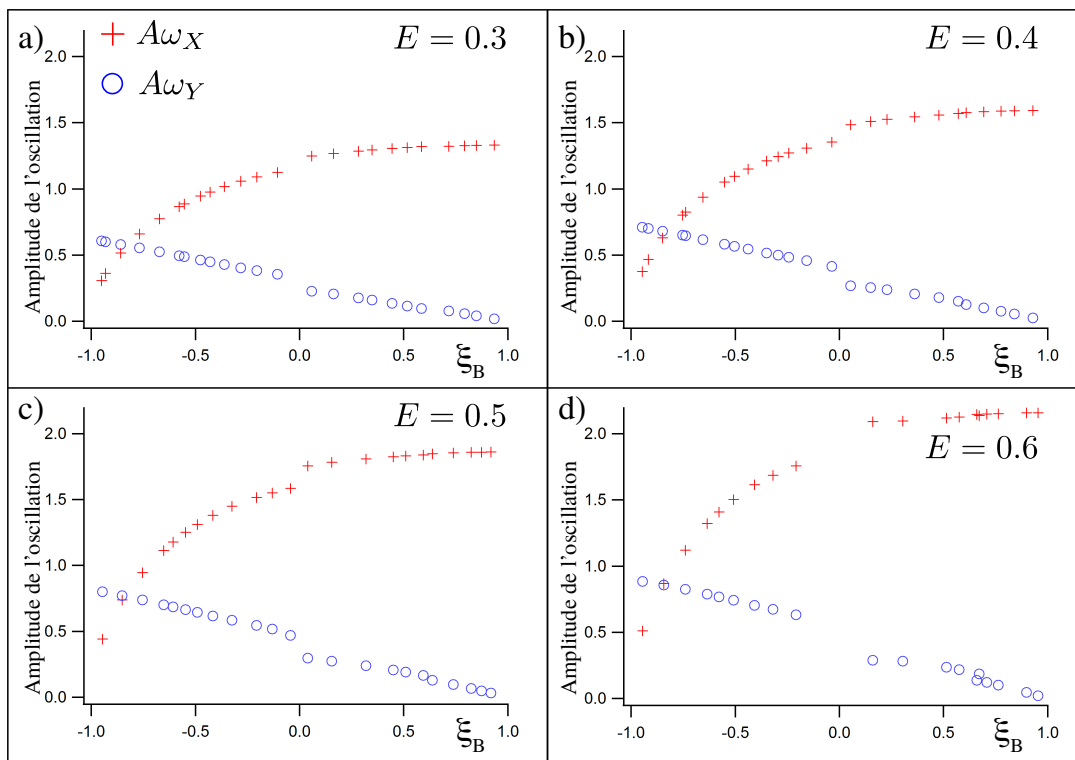 a)
Aω_X
Aω_Y
E = 0.3
Amplitude de l'oscillation
2.0
1.5
1.0
0.5
0.0
-1.0 -0.5 0.0 0.5 1.0
ξ_B
b)
E = 0.4
Amplitude de l'oscillation
2.0
1.5
1.0
0.5
0.0
-1.0 -0.5 0.0 0.5 1.0
ξ_B
c)
E = 0.5
Amplitude de l'oscillation
2.0
1.5
1.0
0.5
0.0
-1.0 -0.5 0.0 0.5 1.0
ξ_B
d)
E = 0.6
Amplitude de l'oscillation
2.0
1.5
1.0
0.5
0.0
-1.0 -0.5 0.0 0.5 1.0
ξ_B